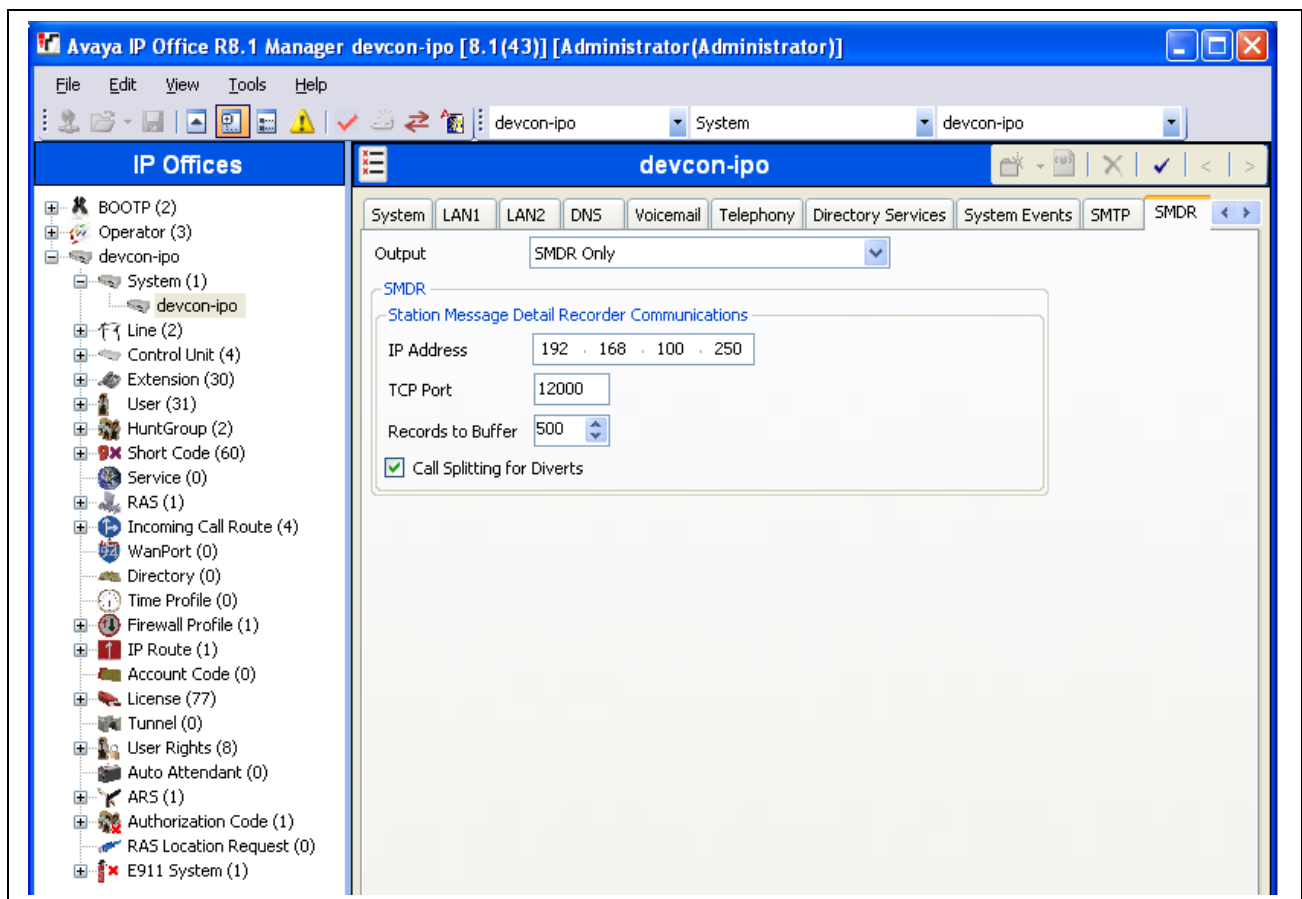 Avaya IP Office R8.1 Manager devcon-ipo [8.1(43)] [Administrator(Administrator)]
File Edit View Tools Help
devcon-ipo System devcon-ipo
IP Offices
BOOTP (2)
Operator (3)
devcon-ipo
System (1)
devcon-ipo
Line (2)
Control Unit (4)
Extension (30)
User (31)
HuntGroup (2)
Short Code (60)
Service (0)
RAS (1)
Incoming Call Route (4)
WanPort (0)
Directory (0)
Time Profile (0)
Firewall Profile (1)
IP Route (1)
Account Code (0)
License (77)
Tunnel (0)
User Rights (8)
Auto Attendant (0)
ARS (1)
Authorization Code (1)
RAS Location Request (0)
E911 System (1)
devcon-ipo
System LAN1 LAN2 DNS Voicemail Telephony Directory Services System Events SMTP SMDR
Output SMDR Only
SMDR
Station Message Detail Recorder Communications
IP Address 192 . 168 . 100 . 250
TCP Port 12000
Records to Buffer 500
Call Splitting for Diverts